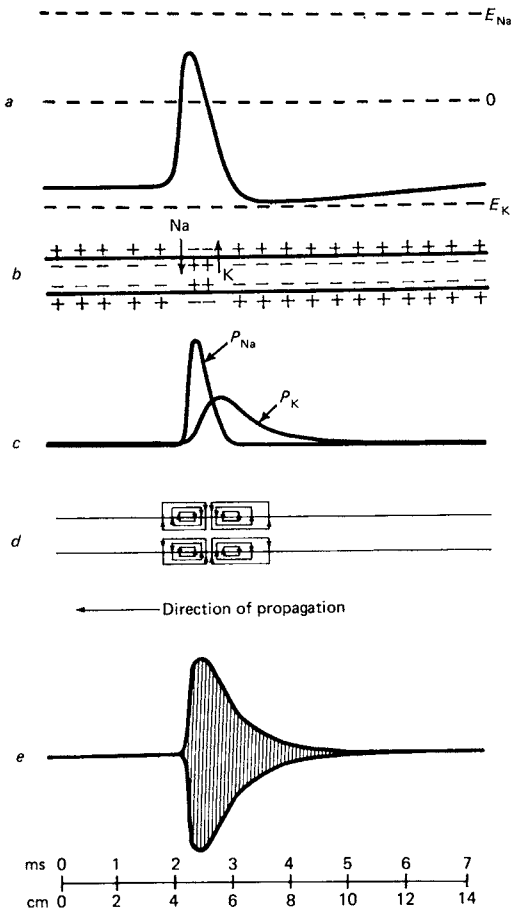 E_Na
a
0
E_K
Na
+ + + + + + − − + + + + + + + + + + +
b
K
c
P_Na
P_K
d
← Direction of propagation
e
ms 0 1 2 3 4 5 6 7
cm 0 2 4 6 8 10 12 14